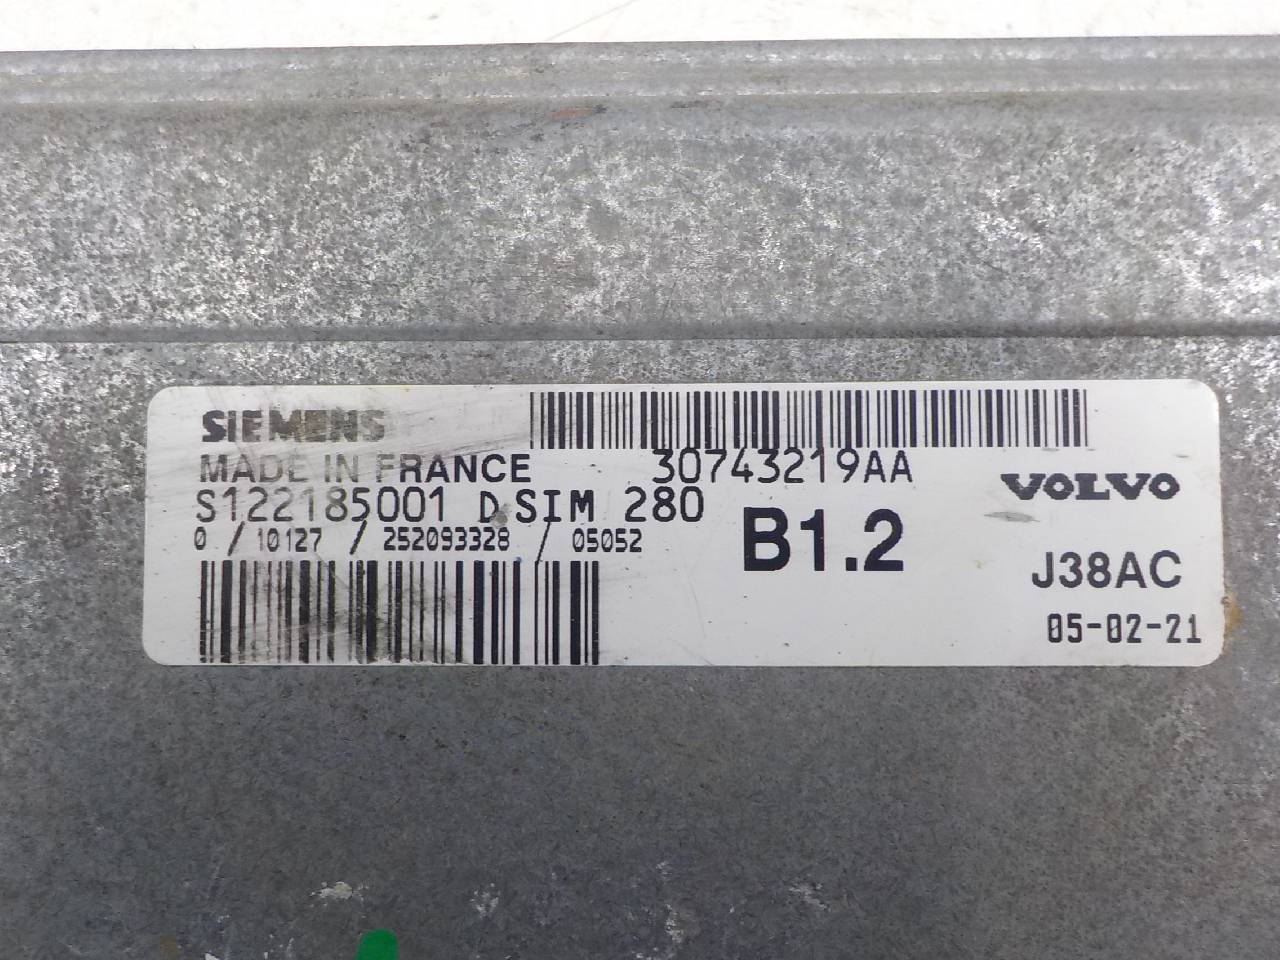 SIEMENS
MADE IN FRANCE
30743219AA
VOLVO
S122185001 D SIM 280
0 / 10127 / 252093328 / 05052
B1.2
J38AC
05-02-21